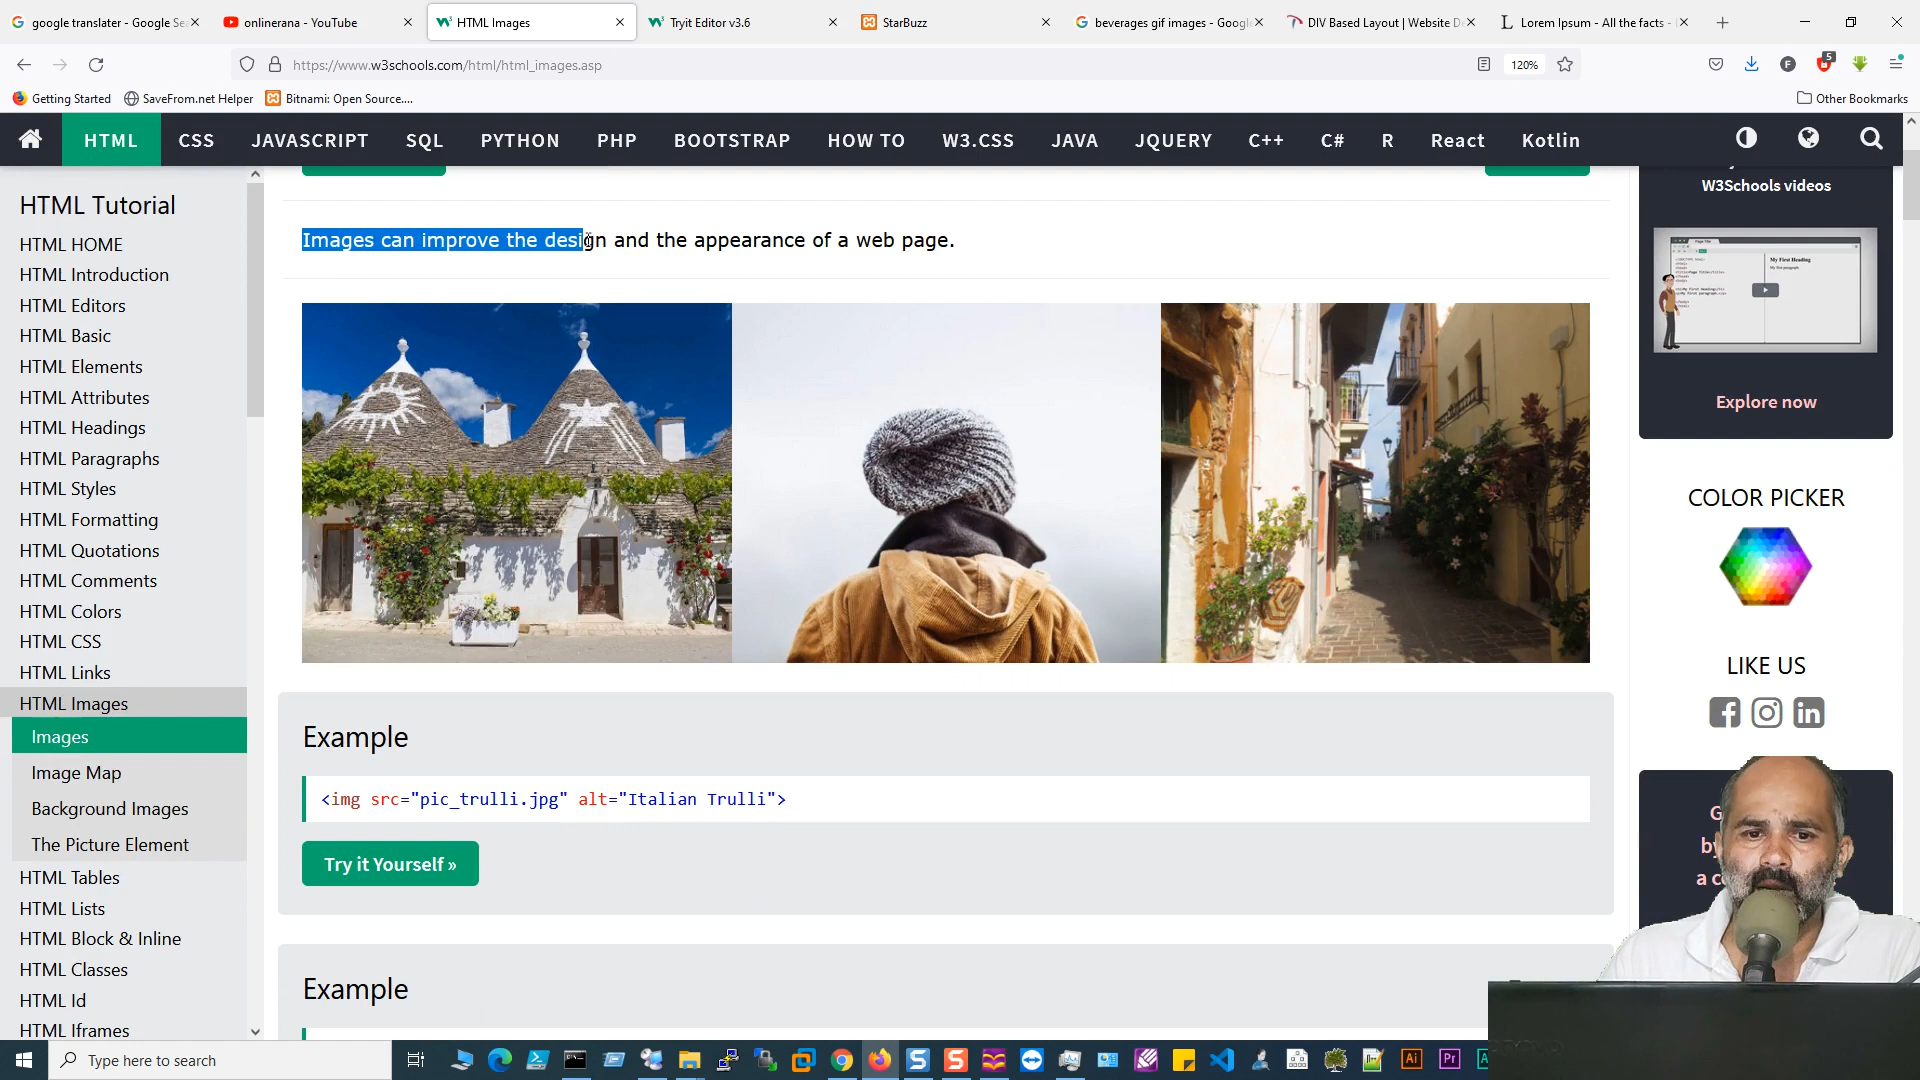 google translater - Google Se
onlinerana - YouTube
HTML Images
Tryit Editor v3.6
StarBuzz
beverages gif images - Googl
DIV Based Layout | Website D
Lorem Ipsum - All the facts -
https://www.w3schools.com/html/html_images.asp
120%
5
Getting Started
SaveFrom.net Helper
Bitnami: Open Source....
Other Bookmarks
HTML
CSS
JAVASCRIPT
SQL
PYTHON
PHP
BOOTSTRAP
HOW TO
W3.CSS
JAVA
JQUERY
C++
C#
R
React
Kotlin
HTML Tutorial
HTML HOME
HTML Introduction
HTML Editors
HTML Basic
HTML Elements
HTML Attributes
HTML Headings
HTML Paragraphs
HTML Styles
HTML Formatting
HTML Quotations
HTML Comments
HTML Colors
HTML CSS
HTML Links
HTML Images
Images
Image Map
Background Images
The Picture Element
HTML Tables
HTML Lists
HTML Block & Inline
HTML Classes
HTML Id
HTML Iframes
Images can improve the design and the appearance of a web page.
Example
<img src="pic_trulli.jpg" alt="Italian Trulli">
Try it Yourself »
Example
W3Schools videos
My First Heading
Explore now
COLOR PICKER
LIKE US
G
by
a c
Type here to search